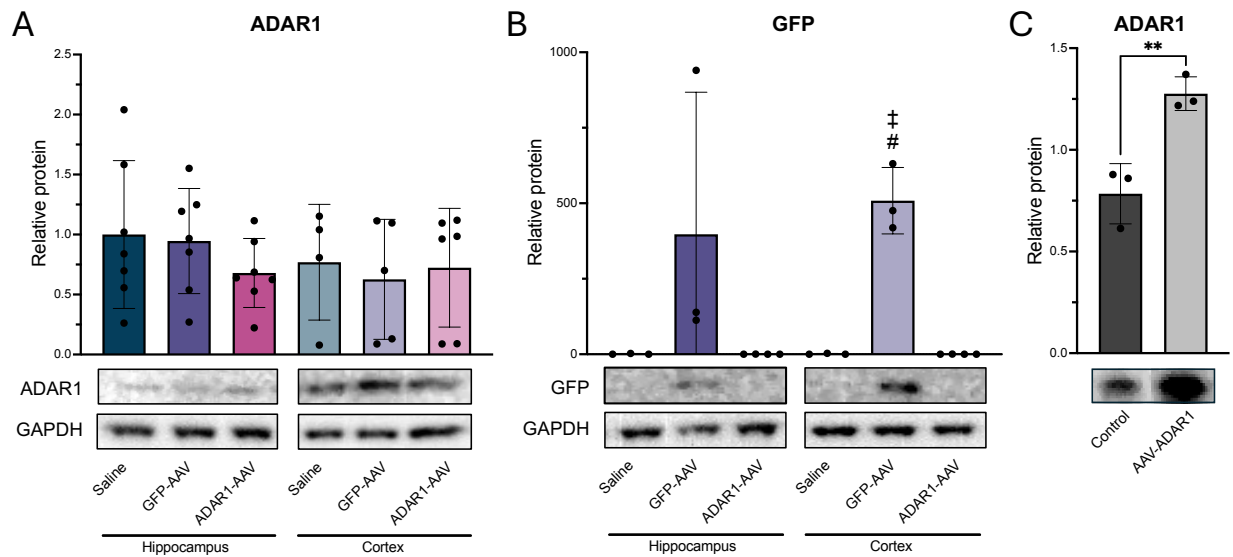 A
ADAR1
Relative protein
2.5
2.0
1.5
1.0
0.5
0.0
ADAR1
GAPDH
Saline
GFP-AAV
ADAR1-AAV
Saline
GFP-AAV
ADAR1-AAV
Hippocampus
Cortex
B
GFP
Relative protein
1000
500
0
‡
#
GFP
GAPDH
Saline
GFP-AAV
ADAR1-AAV
Saline
GFP-AAV
ADAR1-AAV
Hippocampus
Cortex
C
ADAR1
**
Relative protein
1.5
1.0
0.5
0.0
Control
AAV-ADAR1